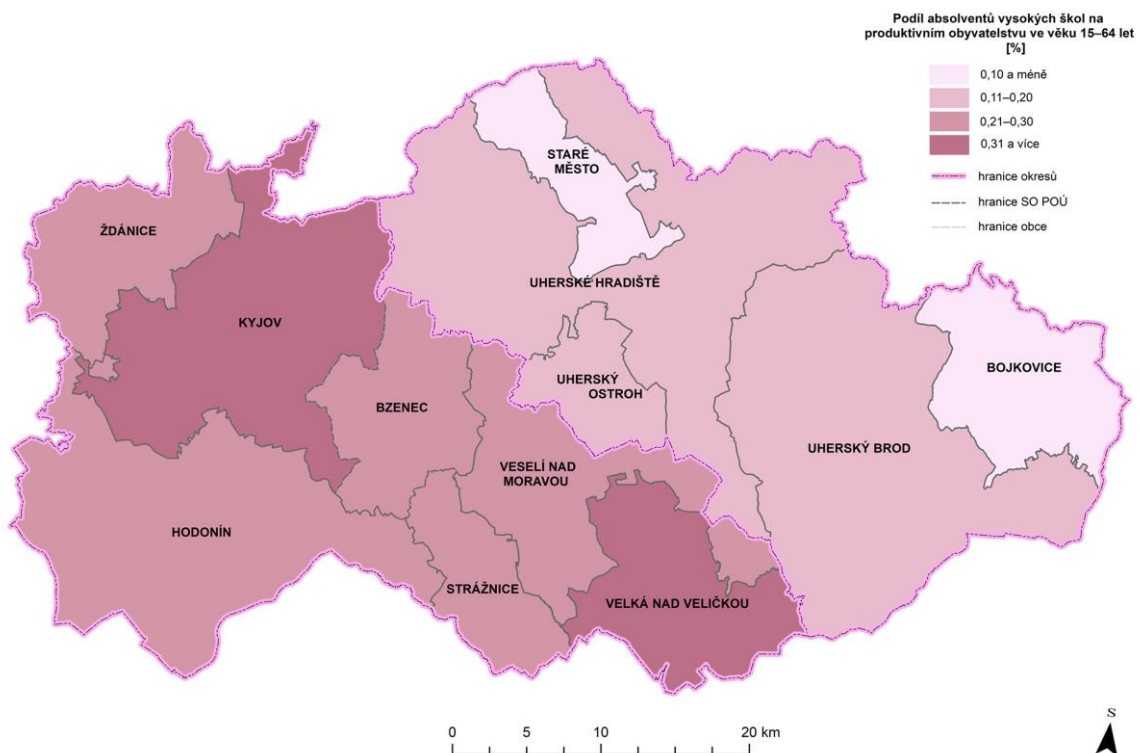 Podíl absolventů vysokých škol na
produktivním obyvatelstvu ve věku 15–64 let
[%]
0,10 a méně
0,11–0,20
0,21–0,30
0,31 a více
hranice okresů
hranice SO POÚ
hranice obce
STARÉ
MĚSTO
ŽDÁNICE
UHERSKÉ HRADIŠTĚ
KYJOV
BOJKOVICE
UHERSKÝ
OSTROH
BZENEC
UHERSKÝ BROD
VESELÍ NAD
MORAVOU
HODONÍN
STRÁŽNICE
VELKÁ NAD VELIČKOU
0 5 10 20 km
S